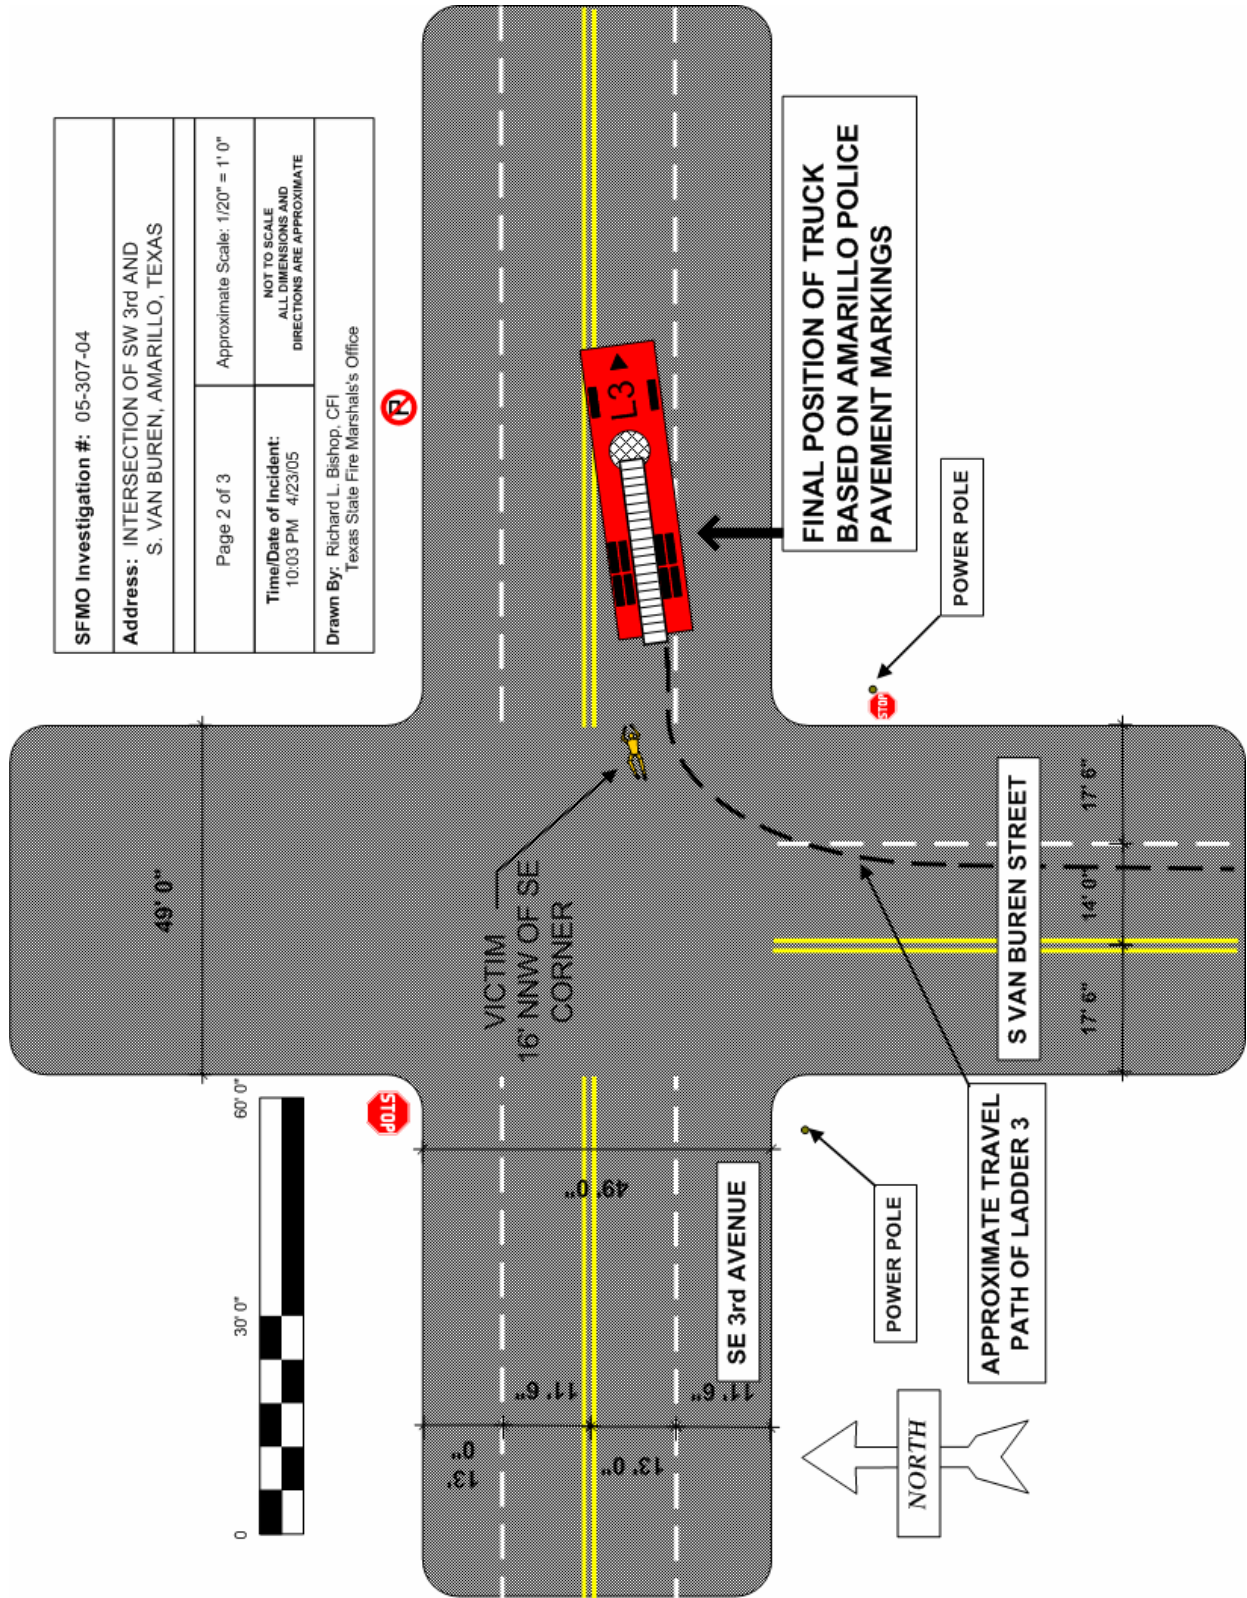 SFMO Investigation #: 05-307-04
Address: INTERSECTION OF SW 3rd AND
S. VAN BUREN, AMARILLO, TEXAS
Page 2 of 3
Approximate Scale: 1/20" = 1' 0"
Time/Date of Incident:
10:03 PM 4/23/05
NOT TO SCALE
ALL DIMENSIONS AND
DIRECTIONS ARE APPROXIMATE
Drawn By: Richard L. Bishop, CFI
Texas State Fire Marshals's Office
L3
FINAL POSITION OF TRUCK
BASED ON AMARILLO POLICE
PAVEMENT MARKINGS
POWER POLE
STOP
49' 0"
VICTIM
16' NNW OF SE
CORNER
S VAN BUREN STREET
17' 6"
14' 0"
17' 6"
0
30' 0"
60' 0"
STOP
49' 0"
SE 3rd AVENUE
13'
0"
11' 6"
13' 0"
11' 6"
POWER POLE
APPROXIMATE TRAVEL
PATH OF LADDER 3
NORTH